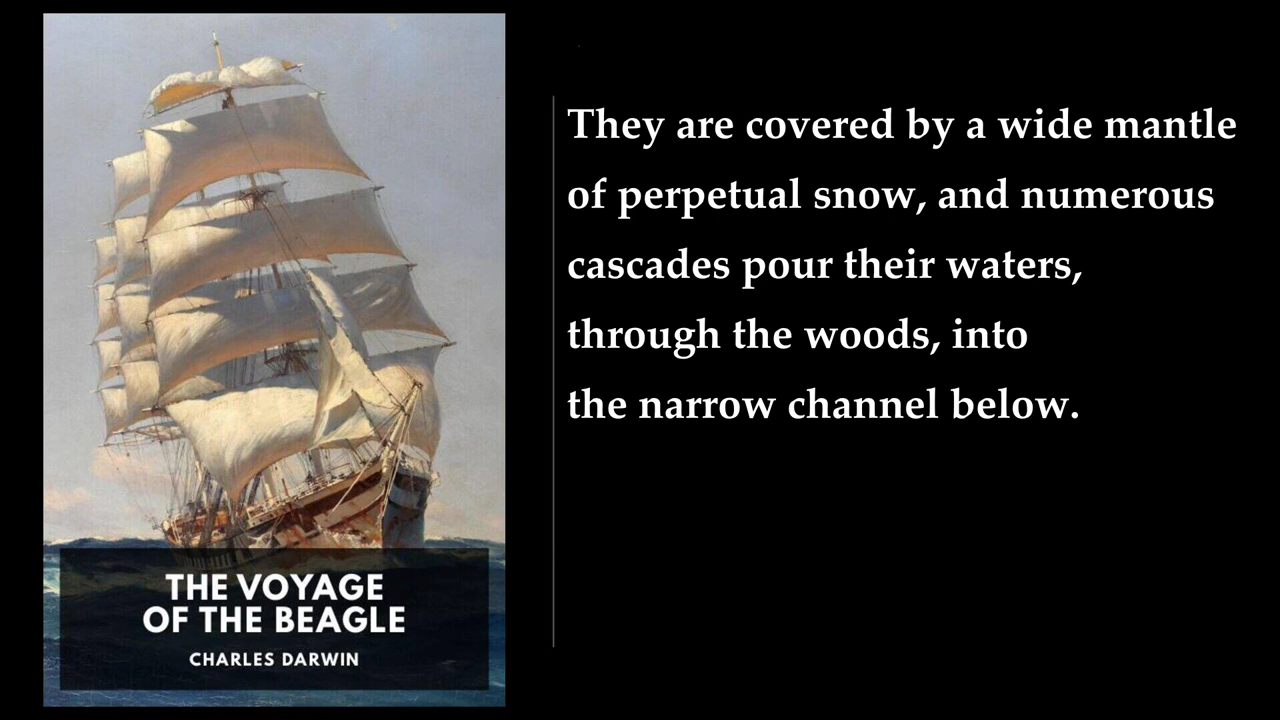 They are covered by a wide mantle
of perpetual snow, and numerous
cascades pour their waters,
through the woods, into
the narrow channel below.
THE VOYAGE
OF THE BEAGLE
CHARLES DARWIN